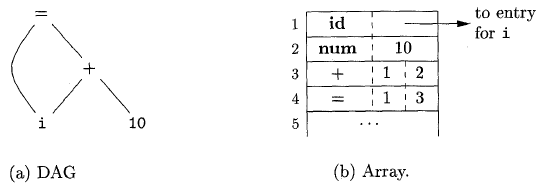 =
+
i 10
(a) DAG
1 id to entry for i
2 num 10
3 + 1 2
4 = 1 3
5 ...
(b) Array.